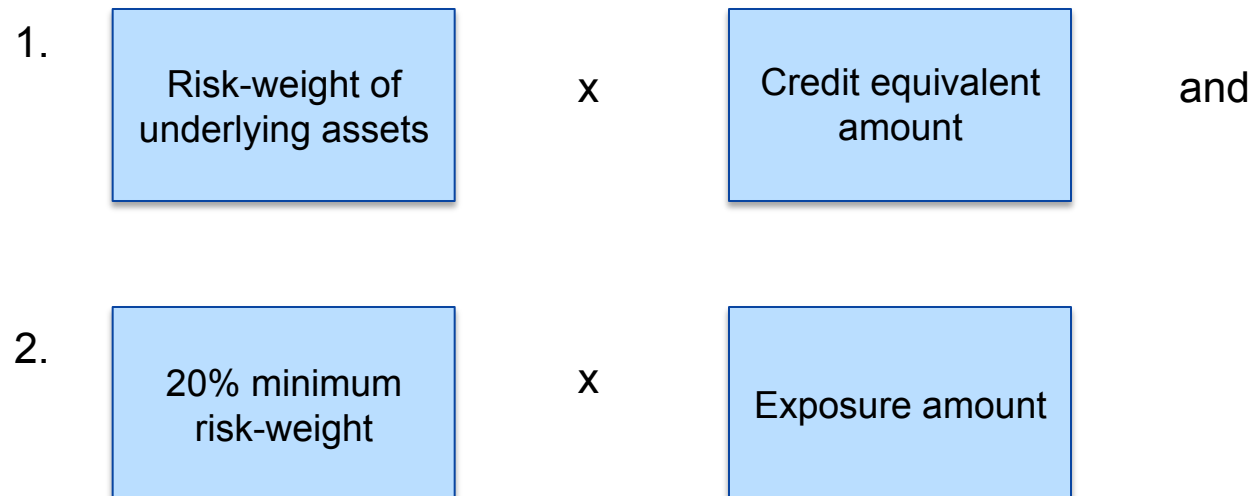 1.
Risk-weight of
underlying assets
x
Credit equivalent
amount
and
2.
20% minimum
risk-weight
x
Exposure amount